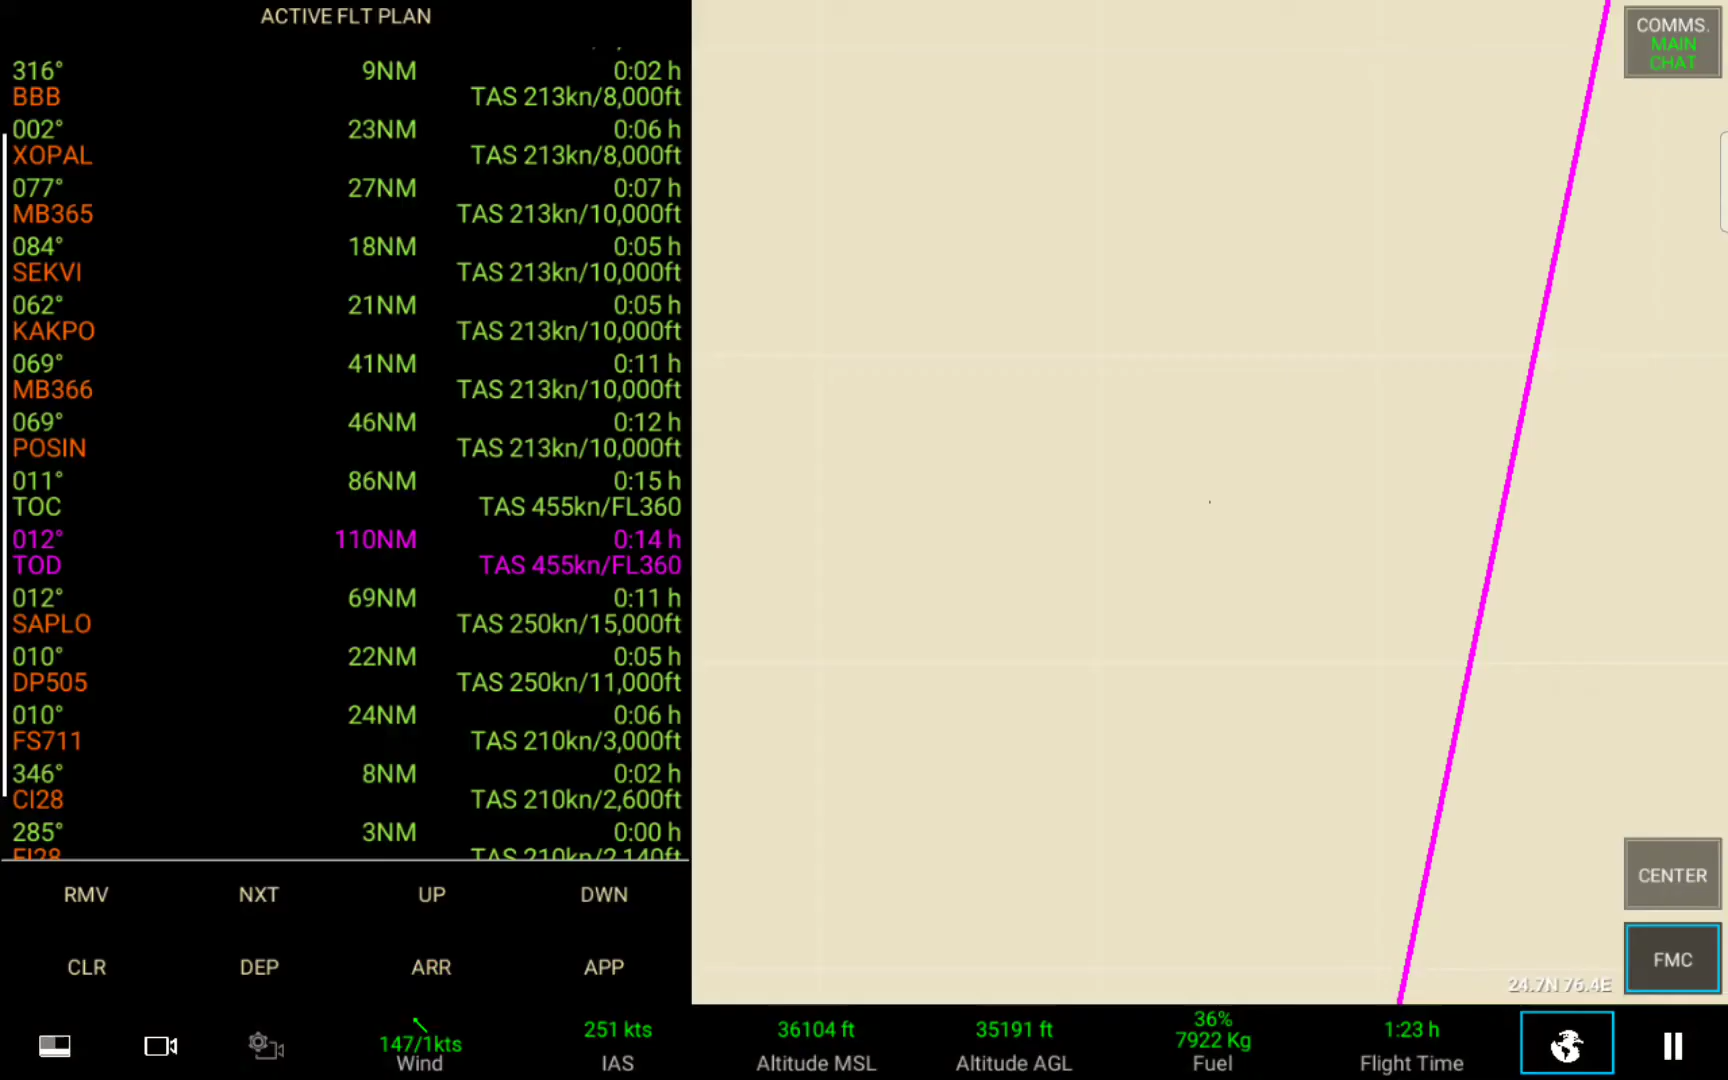 ACTIVE FLT PLAN
316° 9NM 0:02 h
BBB TAS 213kn/8,000ft
002° 23NM 0:06 h
XOPAL TAS 213kn/8,000ft
077° 27NM 0:07 h
MB365 TAS 213kn/10,000ft
084° 18NM 0:05 h
SEKVI TAS 213kn/10,000ft
062° 21NM 0:05 h
KAKPO TAS 213kn/10,000ft
069° 41NM 0:11 h
MB366 TAS 213kn/10,000ft
069° 46NM 0:12 h
POSIN TAS 213kn/10,000ft
011° 86NM 0:15 h
TOC TAS 455kn/FL360
012° 110NM 0:14 h
TOD TAS 455kn/FL360
012° 69NM 0:11 h
SAPLO TAS 250kn/15,000ft
010° 22NM 0:05 h
DP505 TAS 250kn/11,000ft
010° 24NM 0:06 h
FS711 TAS 210kn/3,000ft
346° 8NM 0:02 h
CI28 TAS 210kn/2,600ft
285° 3NM 0:00 h
FI28 TAS 210kn/2,140ft
RMV NXT UP DWN
CLR DEP ARR APP
COMMS.
MAIN
CHAT
CENTER
FMC
24.7N 76.4E
147/1kts
Wind
251 kts
IAS
36104 ft
Altitude MSL
35191 ft
Altitude AGL
36%
7922 Kg
Fuel
1:23 h
Flight Time